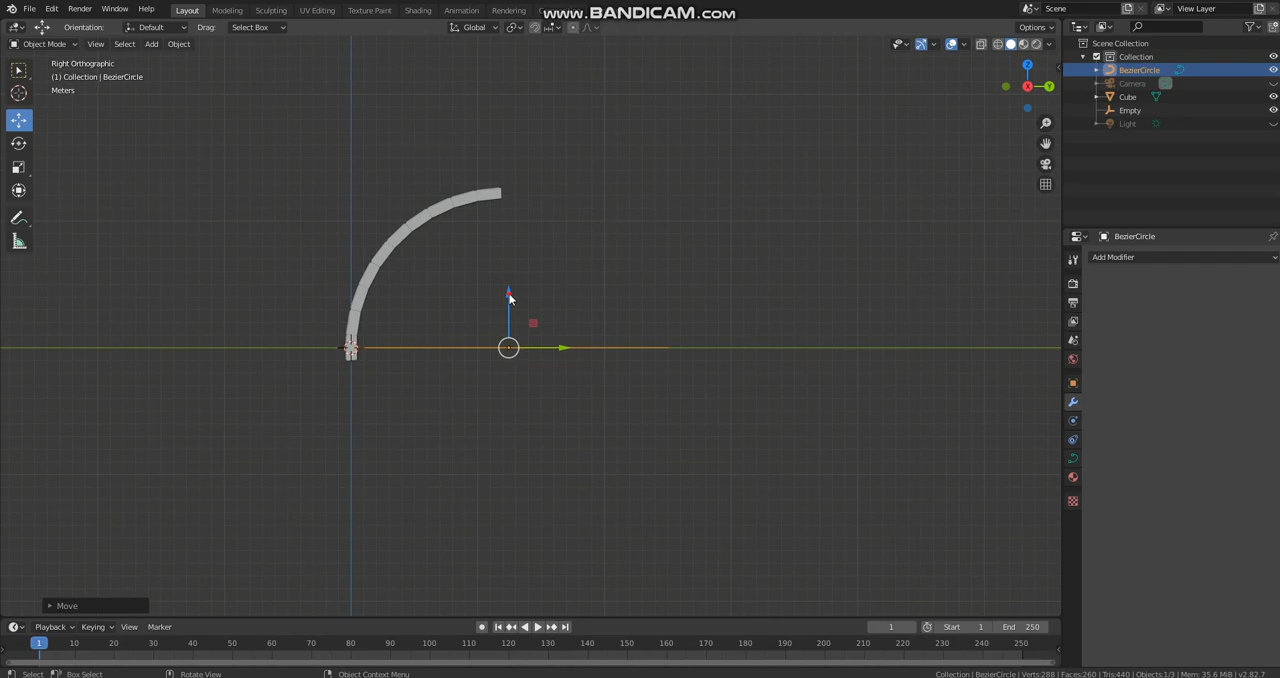 File Edit Render Window Help Layout Modeling Sculpting UV Editing Texture Paint Shading Animation Rendering
www.BANDICAM.com
Scene View Layer
Orientation: Default Drag: Select Box Global Options
Object Mode View Select Add Object
Right Orthographic
(1) Collection | BezierCircle
Meters
Z
X
Y
Scene Collection
Collection
BezierCircle
Camera
Cube
Empty
Light
BezierCircle
Add Modifier
Move
Playback Keying View Marker 1 Start 1 End 250
1 10 20 30 40 50 60 70 80 90 100 110 120 130 140 150 160 170 180 190 200 210 220 230 240 250
Select Box Select Rotate View Object Context Menu Collection | BezierCircle | Verts:288 | Faces:260 | Tris:440 | Objects:1/3 | Mem: 35.6 MiB | v2.82.7